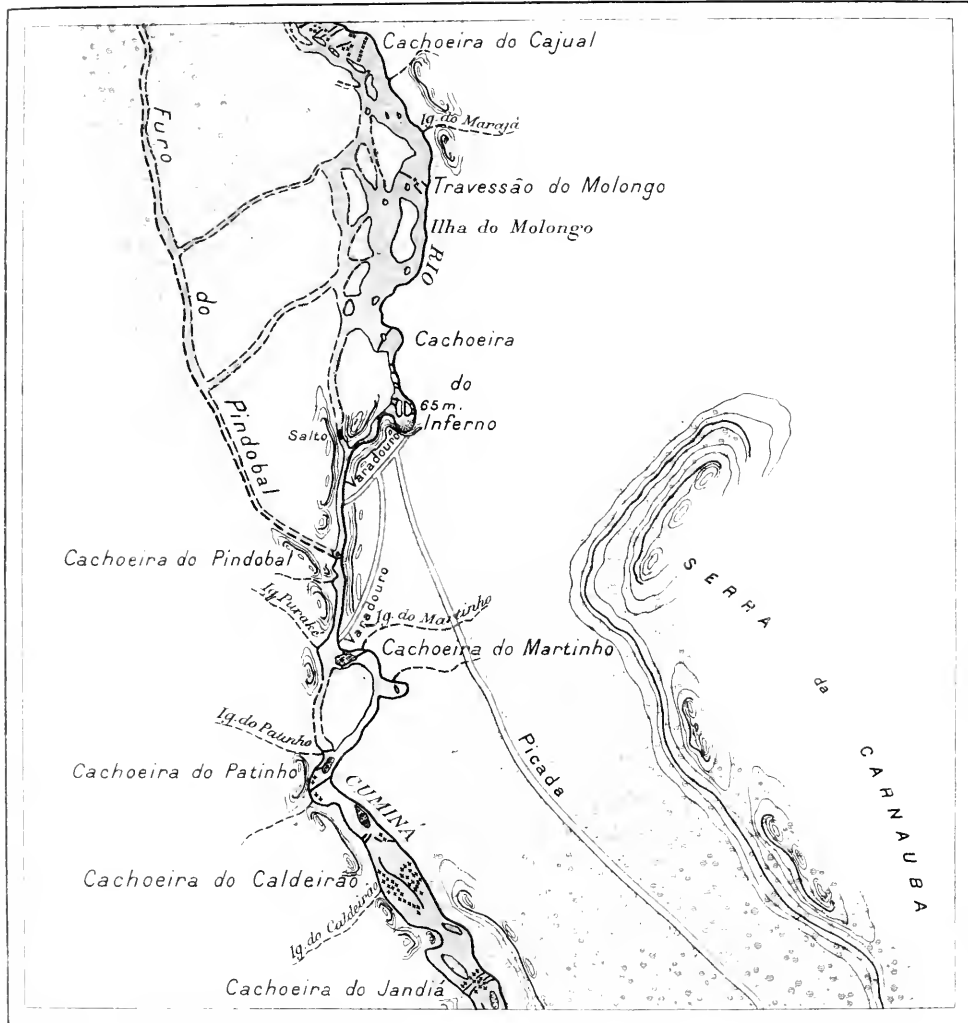 Cachoeira do Cajual
Ig. do Marajá
Furo do Pindobal
Travessão do Molongo
Ilha do Molongo
RIO CUMINÁ
Cachoeira
do
65m.
Inferno
Salto
Varadouro
Cachoeira do Pindobal
Ig. Puraké
Varadouro
Ig. do Martinho
Cachoeira do Martinho
SERRA da CARNAUBA
Ig. do Patinho
Picada
Cachoeira do Patinho
Cachoeira do Caldeirão
Ig. do Caldeirão
Cachoeira do Jandiá